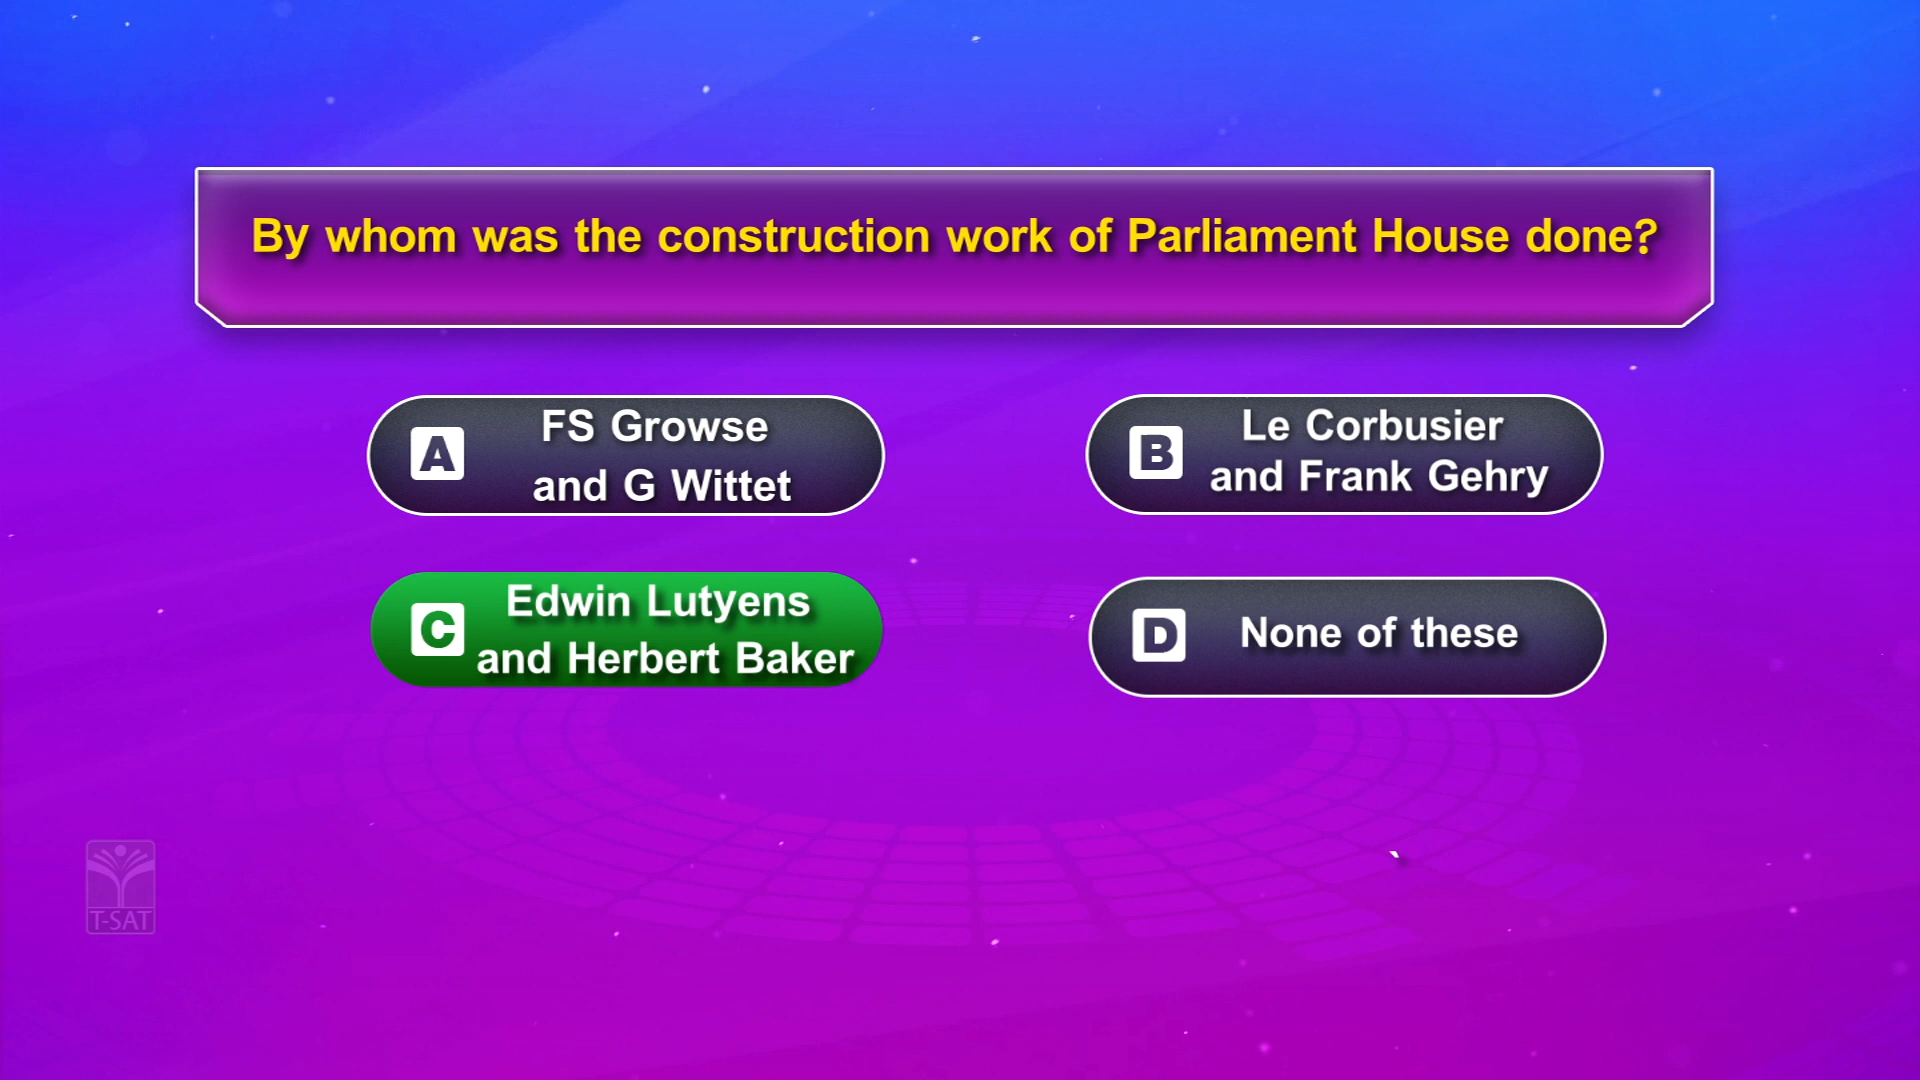 By whom was the construction work of Parliament House done?
A FS Growse
and G Wittet
B Le Corbusier
and Frank Gehry
C Edwin Lutyens
and Herbert Baker
D None of these
T-SAT